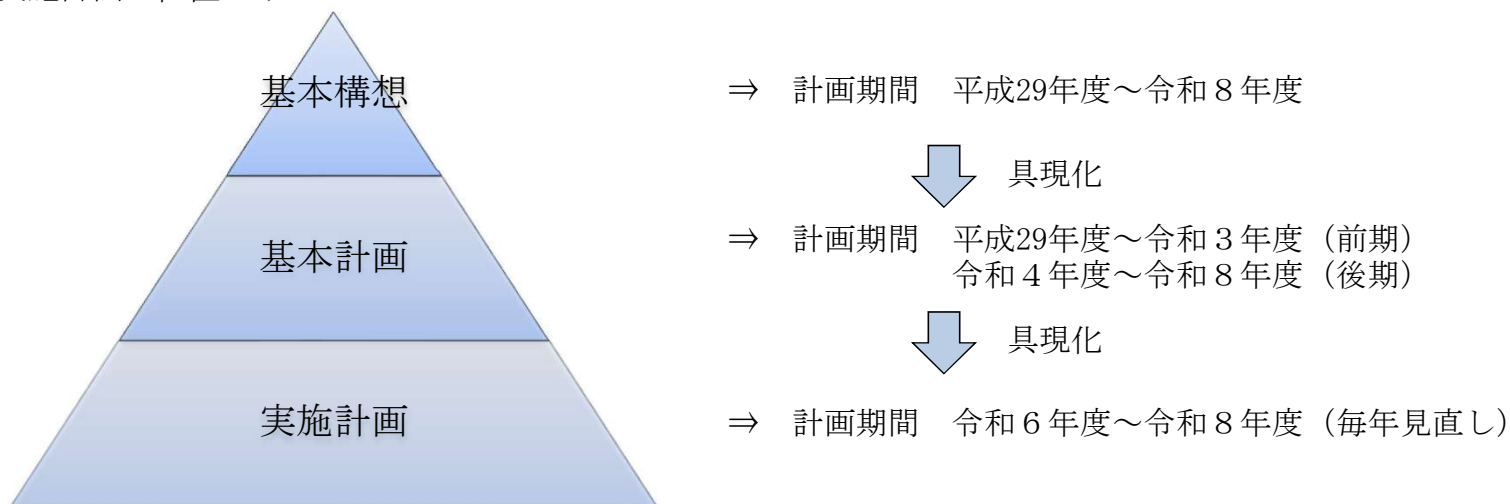 基本構想 ⇒ 計画期間 平成29年度～令和８年度
具現化
基本計画 ⇒ 計画期間 平成29年度～令和３年度（前期）
令和４年度～令和８年度（後期）
具現化
実施計画 ⇒ 計画期間 令和６年度～令和８年度（毎年見直し）